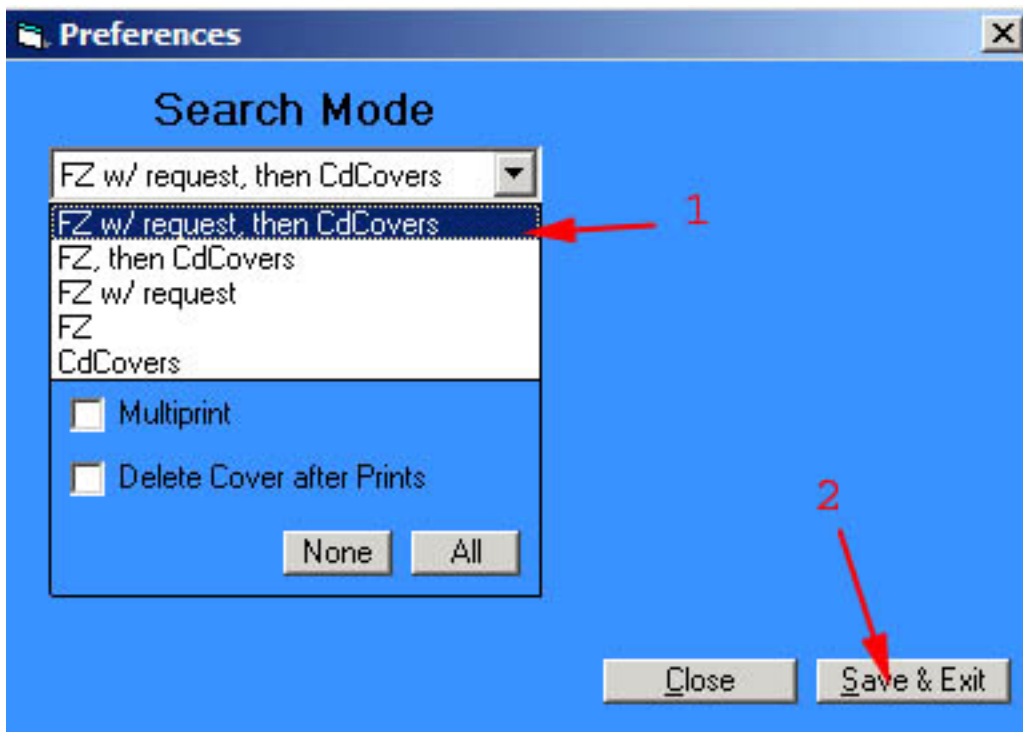 Preferences
Search Mode
FZ w/ request, then CdCovers
FZ w/ request, then CdCovers
1
FZ, then CdCovers
FZ w/ request
FZ
CdCovers
Multiprint
Delete Cover after Prints
2
None All
Close Save & Exit